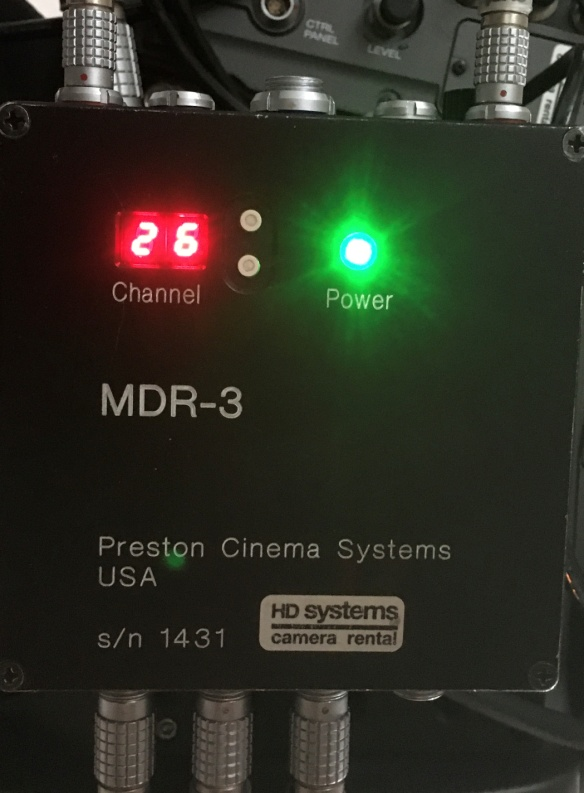 CTRL
PANEL
LEVEL
26
Channel
Power
MDR-3
Preston Cinema Systems
USA
s/n 1431
HD systems
camera rental